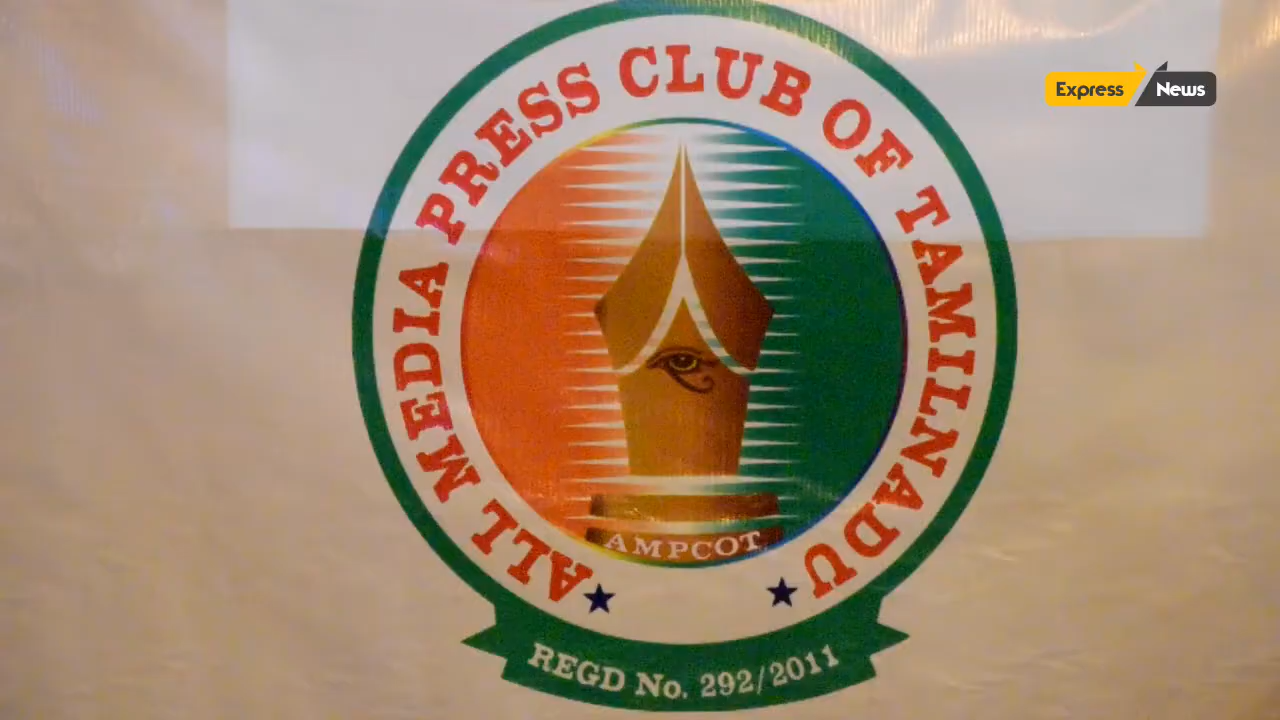 Express News
ALL MEDIA PRESS CLUB OF TAMILNADU
AMPCOT
REGD No. 292/2011